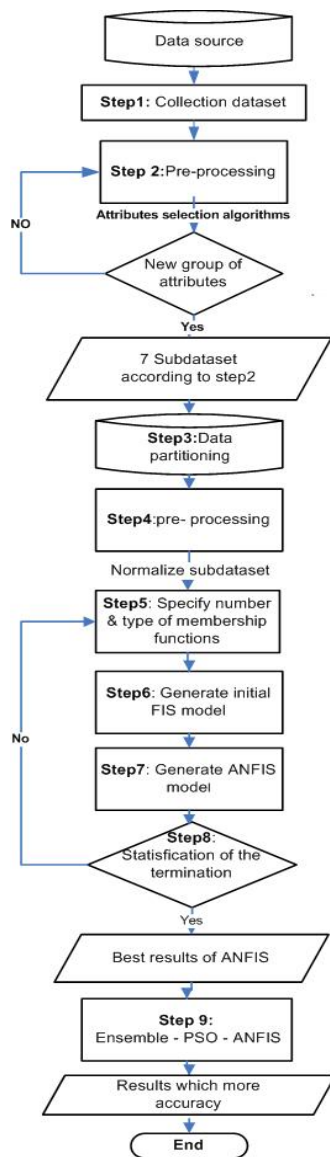 Data source
Step1: Collection dataset
Step 2:Pre-processing
Attributes selection algorithms
NO
New group of
attributes
Yes
7 Subdataset
according to step2
Step3:Data
partitioning
Step4:pre- processing
Normalize subdataset
Step5: Specify number
& type of membership
functions
Step6: Generate initial
FIS model
No
Step7: Generate ANFIS
model
Step8:
Statisfication of the
termination
Yes
Best results of ANFIS
Step 9:
Ensemble - PSO - ANFIS
Results which more
accuracy
End